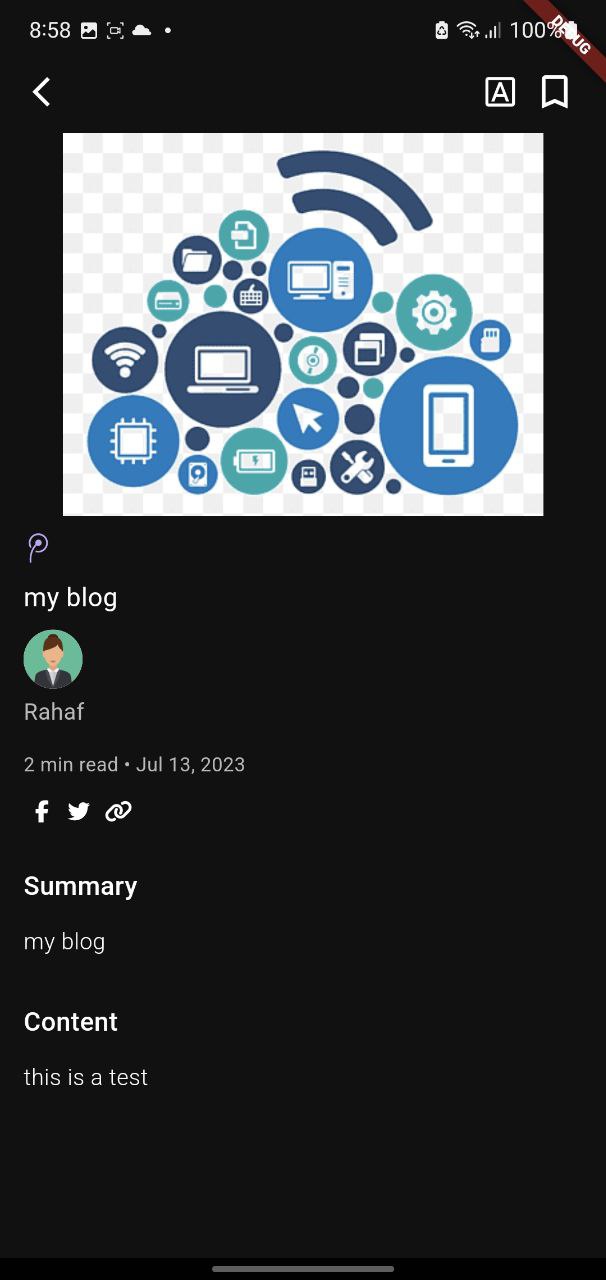 8:58
100%
DEBUG
A
my blog
Rahaf
2 min read • Jul 13, 2023
Summary
my blog
Content
this is a test